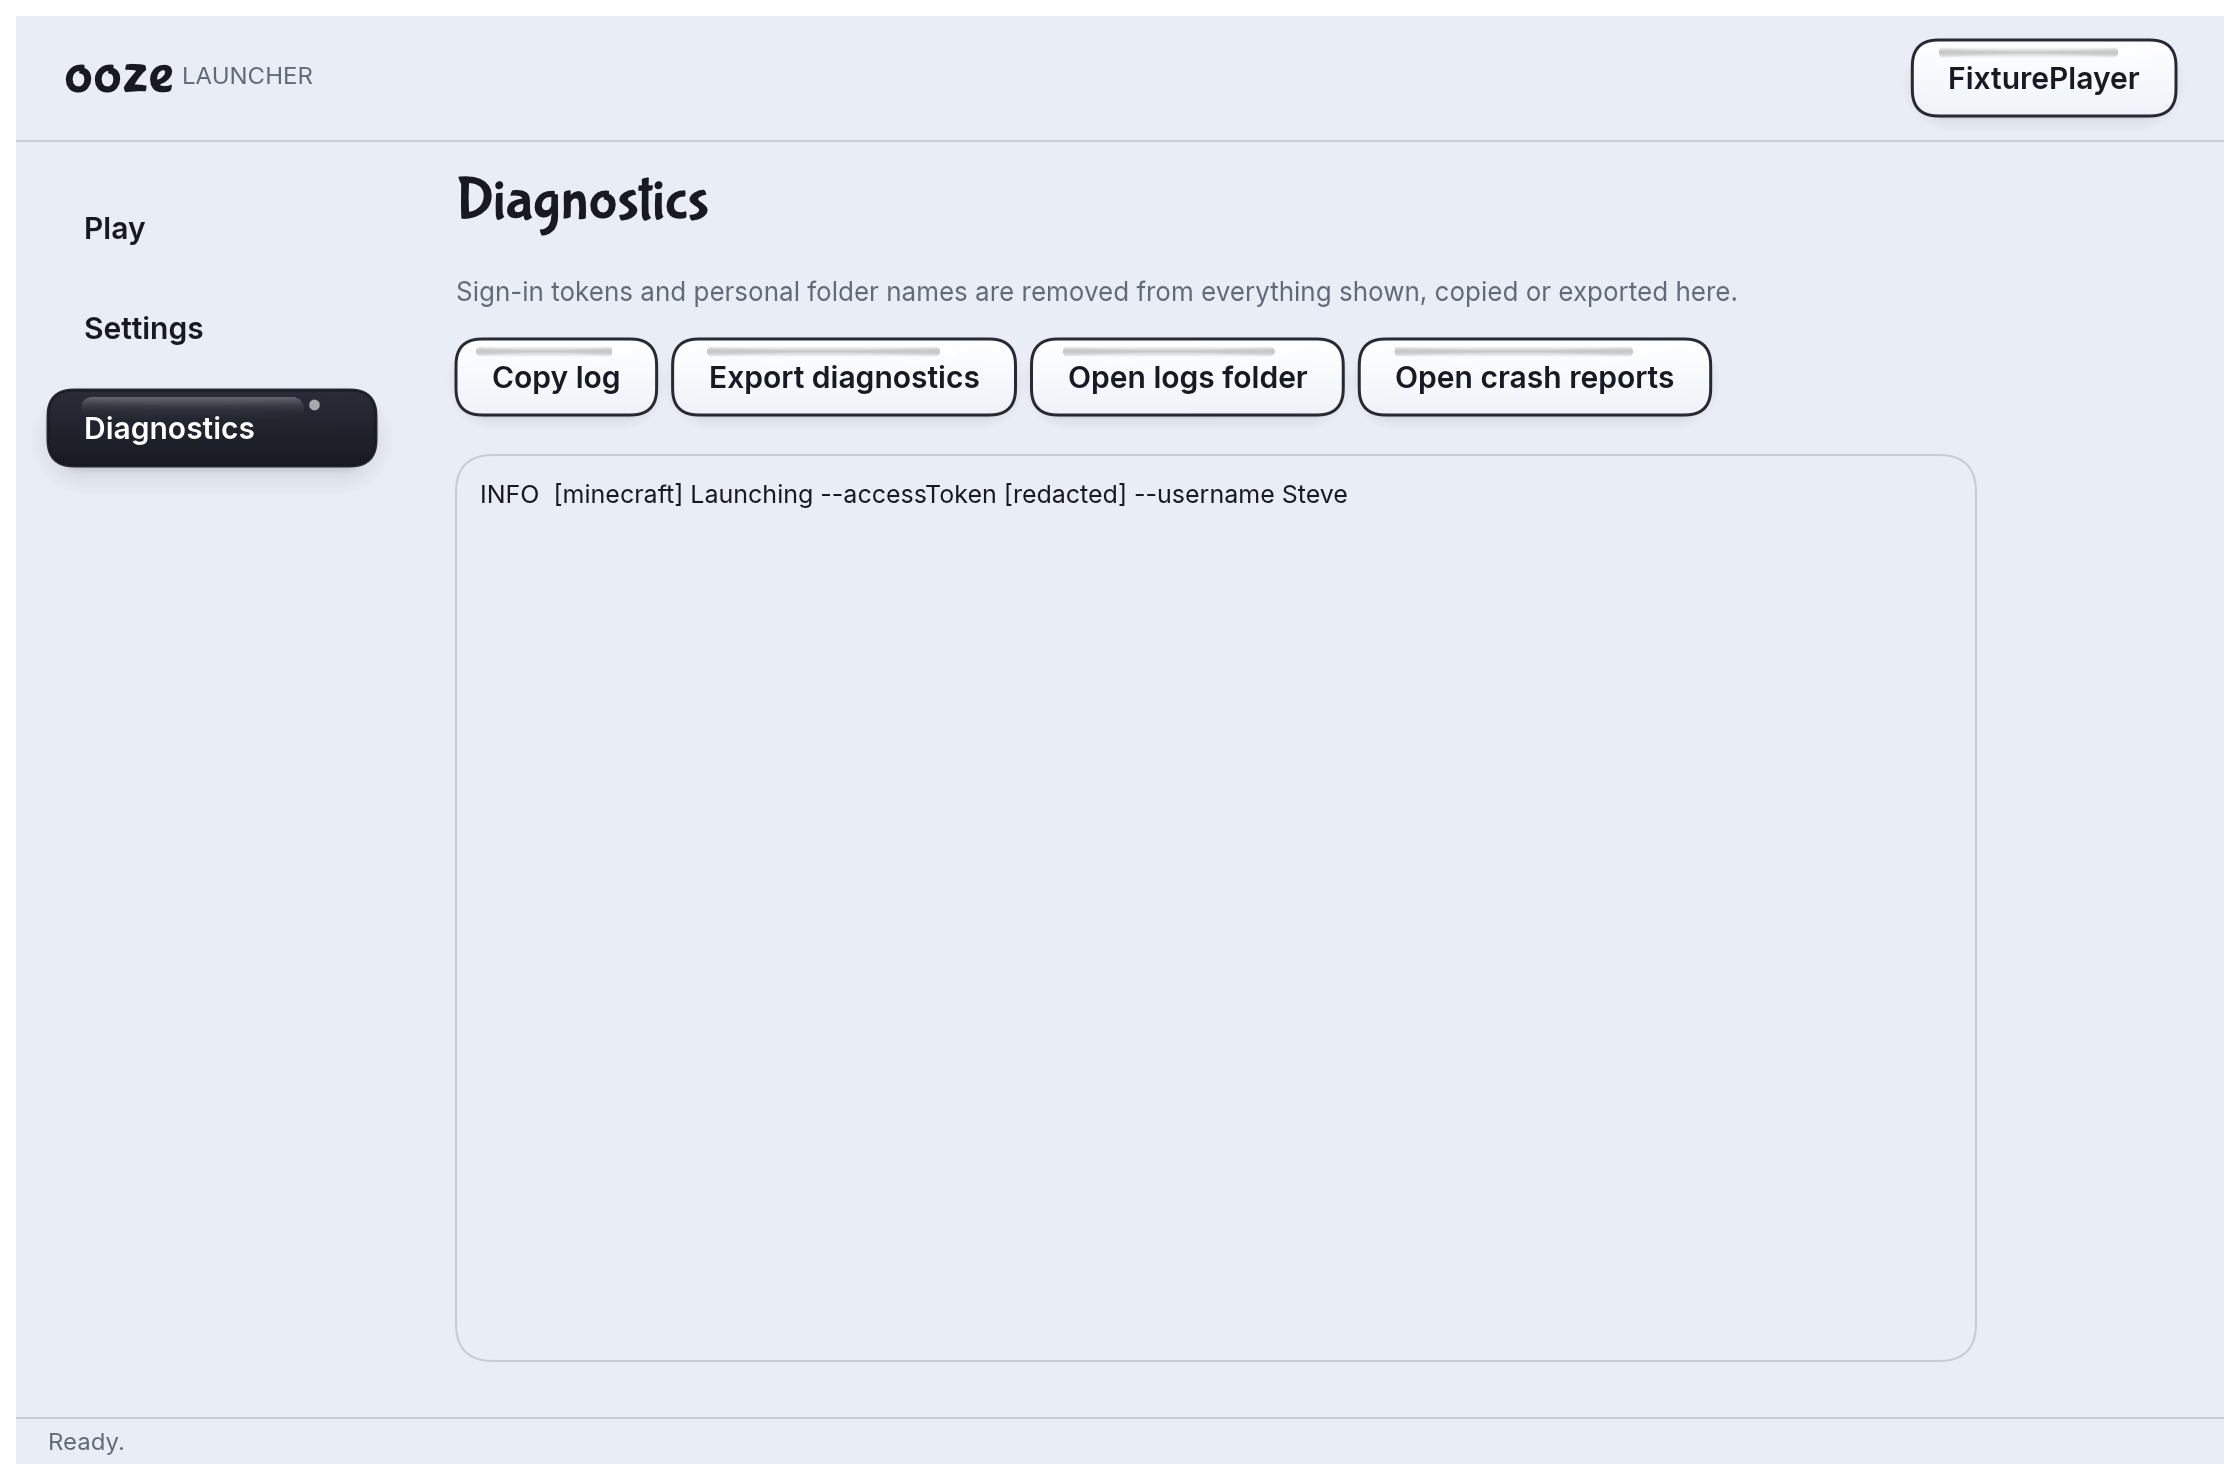 ooze LAUNCHER
FixturePlayer
Play
Settings
Diagnostics
Diagnostics
Sign-in tokens and personal folder names are removed from everything shown, copied or exported here.
Copy log
Export diagnostics
Open logs folder
Open crash reports
INFO  [minecraft] Launching --accessToken [redacted] --username Steve
Ready.